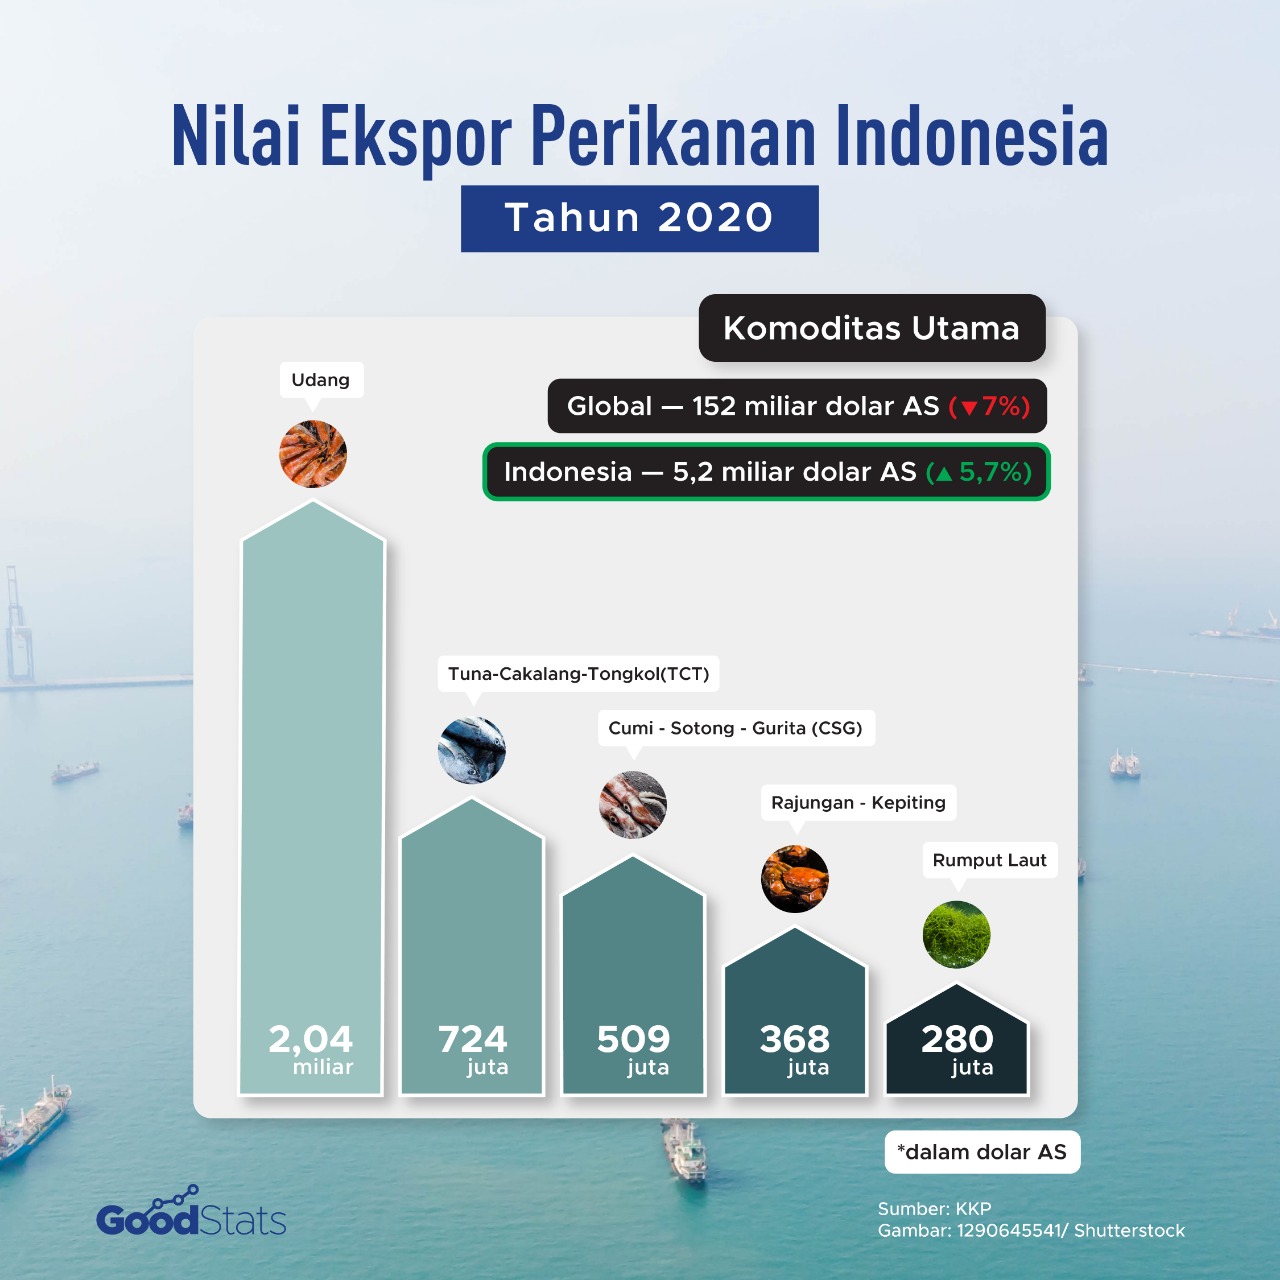 Nilai Ekspor Perikanan Indonesia
Tahun 2020
Komoditas Utama
Global — 152 miliar dolar AS (▼7%)
Indonesia — 5,2 miliar dolar AS (▲5,7%)
Udang
2,04
miliar
Tuna-Cakalang-Tongkol(TCT)
724
juta
Cumi - Sotong - Gurita (CSG)
509
juta
Rajungan - Kepiting
368
juta
Rumput Laut
280
juta
*dalam dolar AS
GoodStats
Sumber: KKP
Gambar: 1290645541/ Shutterstock